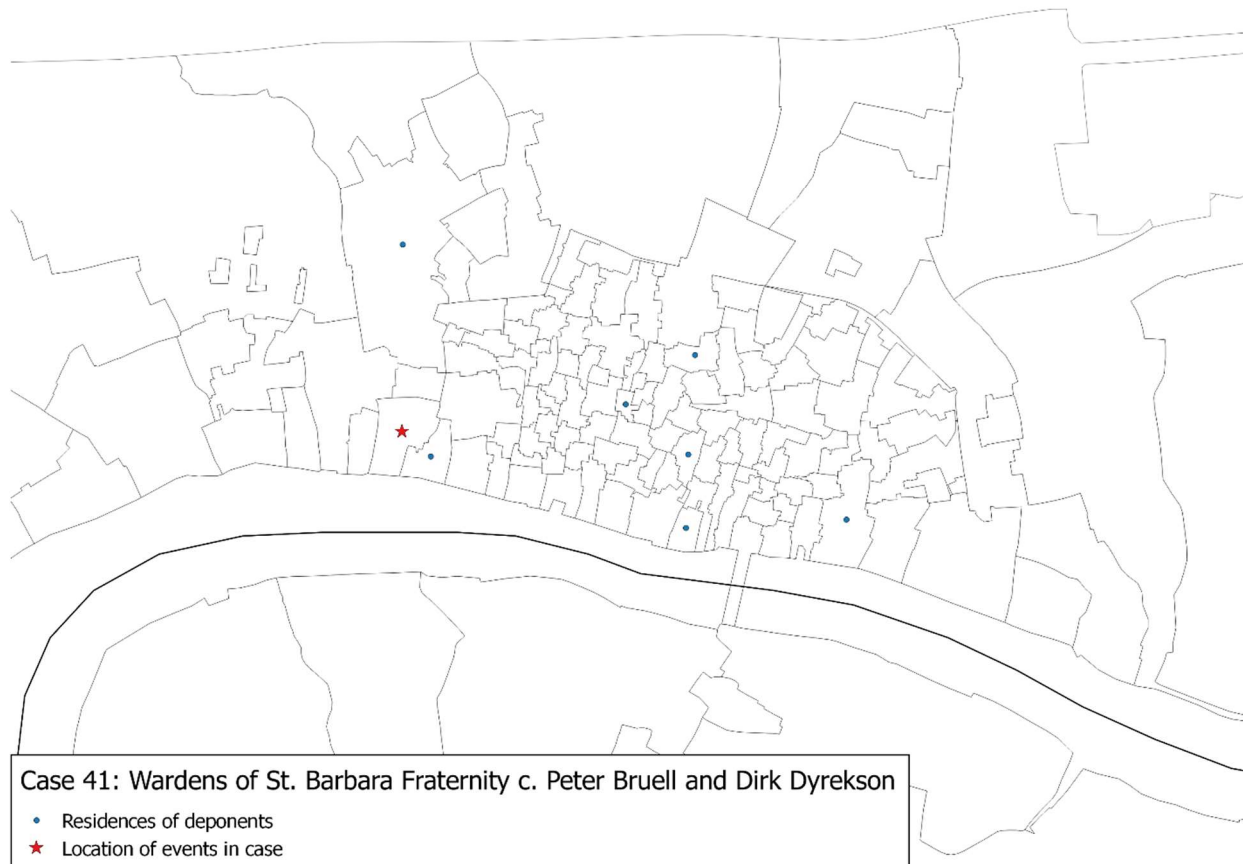 Case 41: Wardens of St. Barbara Fraternity c. Peter Bruell and Dirk Dyrekson
Residences of deponents
Location of events in case